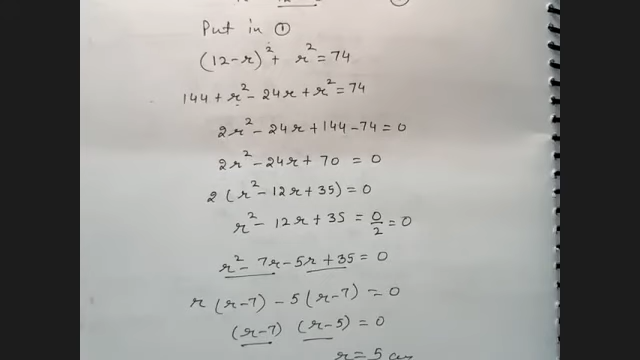 Put in ①
(12-r)² + r² = 74
144 + r² - 24r + r² = 74
2r² - 24r + 144 - 74 = 0
2r² - 24r + 70 = 0
2 (r² - 12r + 35) = 0
r² - 12r + 35 = 0/2 = 0
r² - 7r - 5r + 35 = 0
r (r-7) - 5 (r-7) = 0
(r-7) (r-5) = 0
r = 5